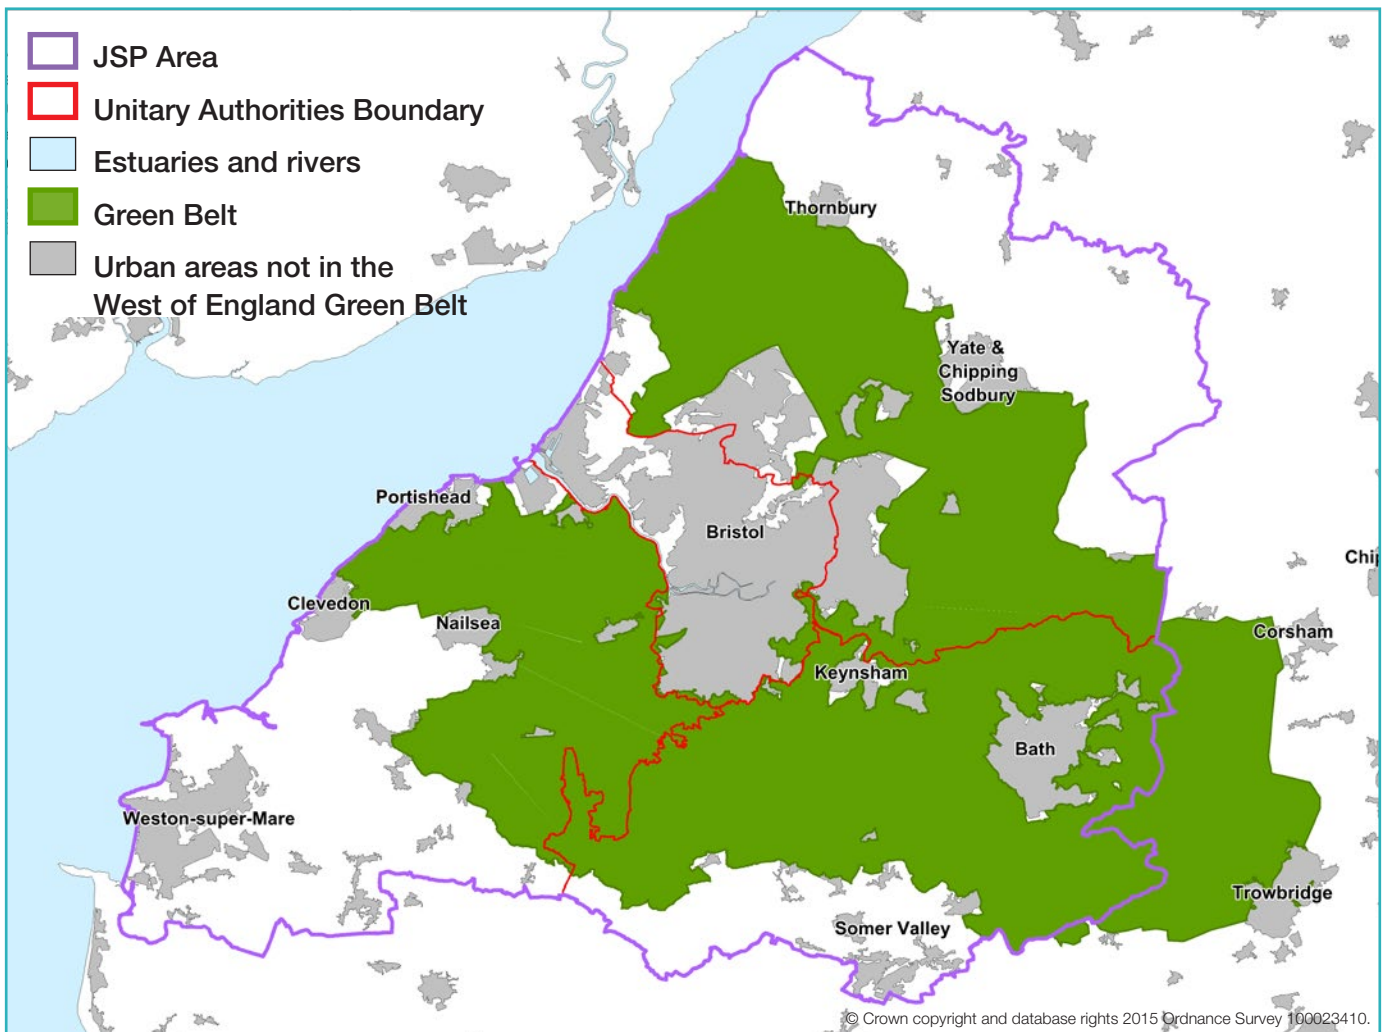 JSP Area
Unitary Authorities Boundary
Estuaries and rivers
Green Belt
Urban areas not in the
West of England Green Belt
Thornbury
Yate &
Chipping
Sodbury
Portishead
Bristol
Chip
Clevedon
Nailsea
Corsham
Keynsham
Bath
Weston-super-Mare
Trowbridge
Somer Valley
© Crown copyright and database rights 2015 Ordnance Survey 100023410.